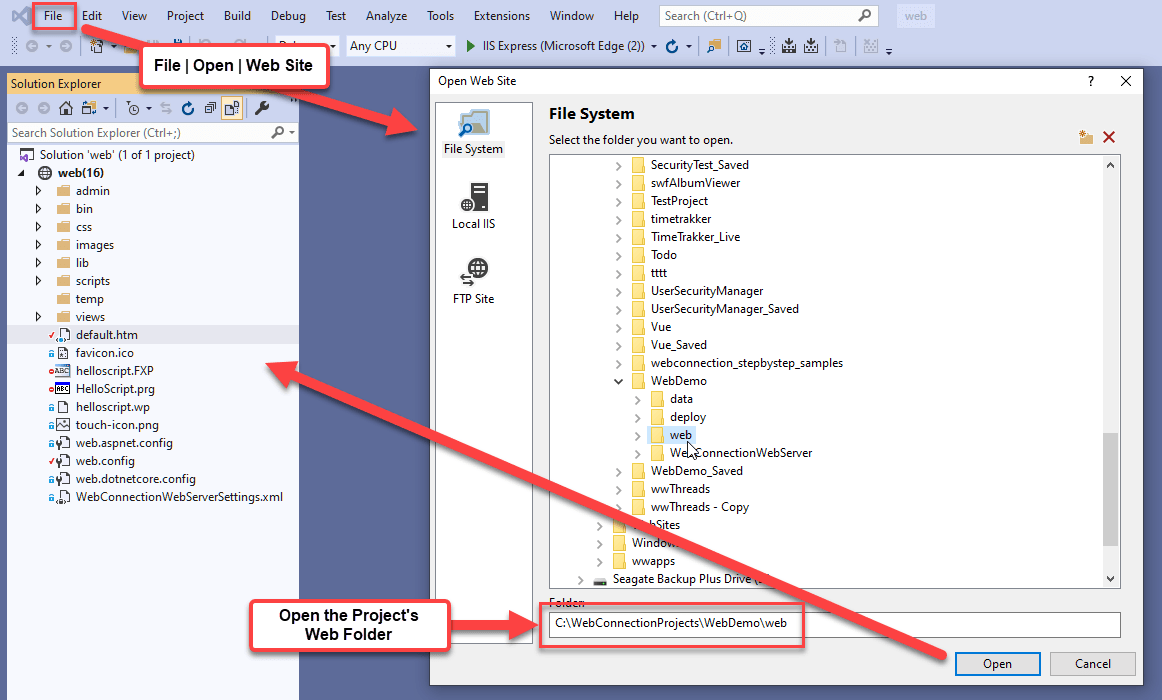 File Edit View Project Build Debug Test Analyze Tools Extensions Window Help Search (Ctrl+Q) web
Any CPU IIS Express (Microsoft Edge (2))
File | Open | Web Site
Solution Explorer
Search Solution Explorer (Ctrl+;)
Solution 'web' (1 of 1 project)
web(16)
admin
bin
css
images
lib
scripts
temp
views
default.htm
favicon.ico
helloscript.FXP
HelloScript.prg
helloscript.wp
touch-icon.png
web.aspnet.config
web.config
web.dotnetcore.config
WebConnectionWebServerSettings.xml
Open Web Site
File System
Local IIS
FTP Site
File System
Select the folder you want to open.
SecurityTest_Saved
swfAlbumViewer
TestProject
timetrakker
TimeTrakker_Live
Todo
tttt
UserSecurityManager
UserSecurityManager_Saved
Vue
Vue_Saved
webconnection_stepbystep_samples
WebDemo
data
deploy
web
WebConnectionWebServer
WebDemo_Saved
wwThreads
wwThreads - Copy
WebSites
wwapps
Seagate Backup Plus Drive
Folder:
C:\WebConnectionProjects\WebDemo\web
Open the Project's
Web Folder
Open Cancel